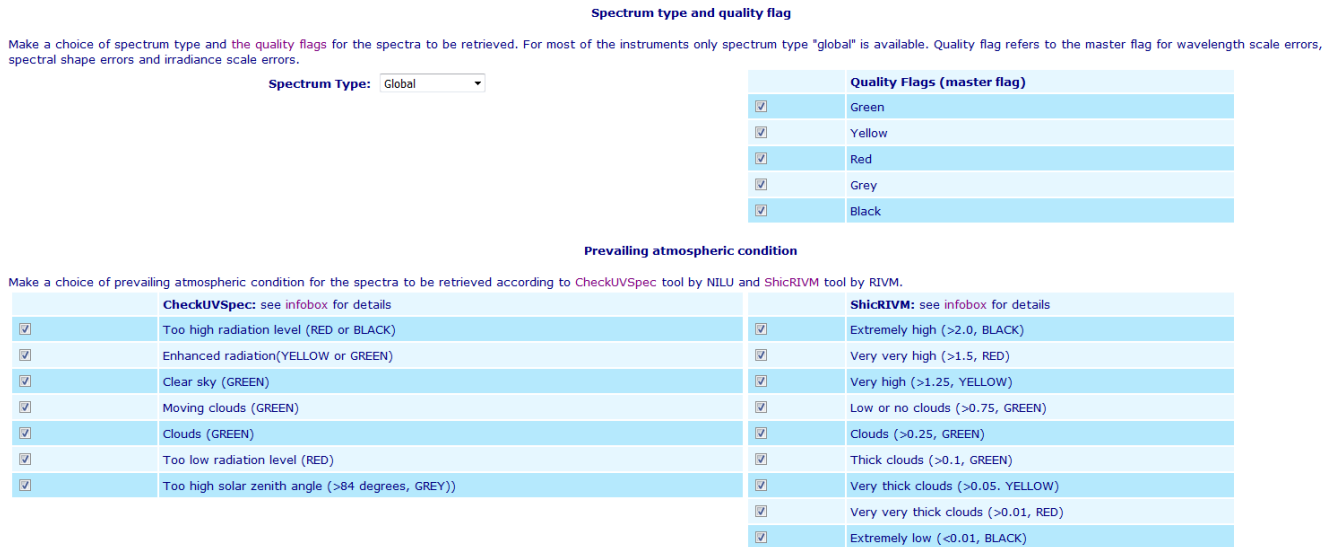 Spectrum type and quality flag
Make a choice of spectrum type and the quality flags for the spectra to be retrieved. For most of the instruments only spectrum type "global" is available. Quality flag refers to the master flag for wavelength scale errors,
spectral shape errors and irradiance scale errors.
Spectrum Type: Global
Quality Flags (master flag)
Green
Yellow
Red
Grey
Black
Prevailing atmospheric condition
Make a choice of prevailing atmospheric condition for the spectra to be retrieved according to CheckUVSpec tool by NILU and ShicRIVM tool by RIVM.
CheckUVSpec: see infobox for details
Too high radiation level (RED or BLACK)
Enhanced radiation(YELLOW or GREEN)
Clear sky (GREEN)
Moving clouds (GREEN)
Clouds (GREEN)
Too low radiation level (RED)
Too high solar zenith angle (>84 degrees, GREY))
ShicRIVM: see infobox for details
Extremely high (>2.0, BLACK)
Very very high (>1.5, RED)
Very high (>1.25, YELLOW)
Low or no clouds (>0.75, GREEN)
Clouds (>0.25, GREEN)
Thick clouds (>0.1, GREEN)
Very thick clouds (>0.05. YELLOW)
Very very thick clouds (>0.01, RED)
Extremely low (<0.01, BLACK)